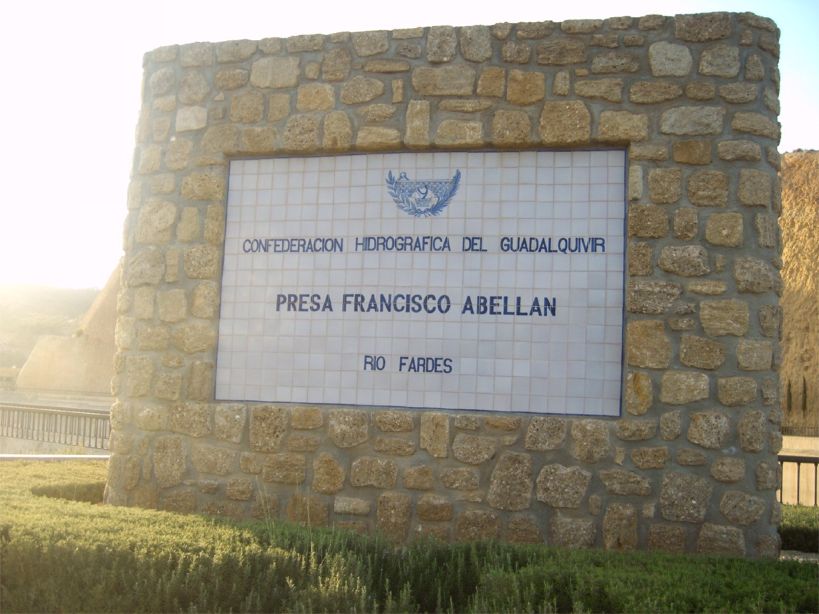 CONFEDERACION HIDROGRAFICA DEL GUADALQUIVIR
PRESA FRANCISCO ABELLAN
RIO FARDES